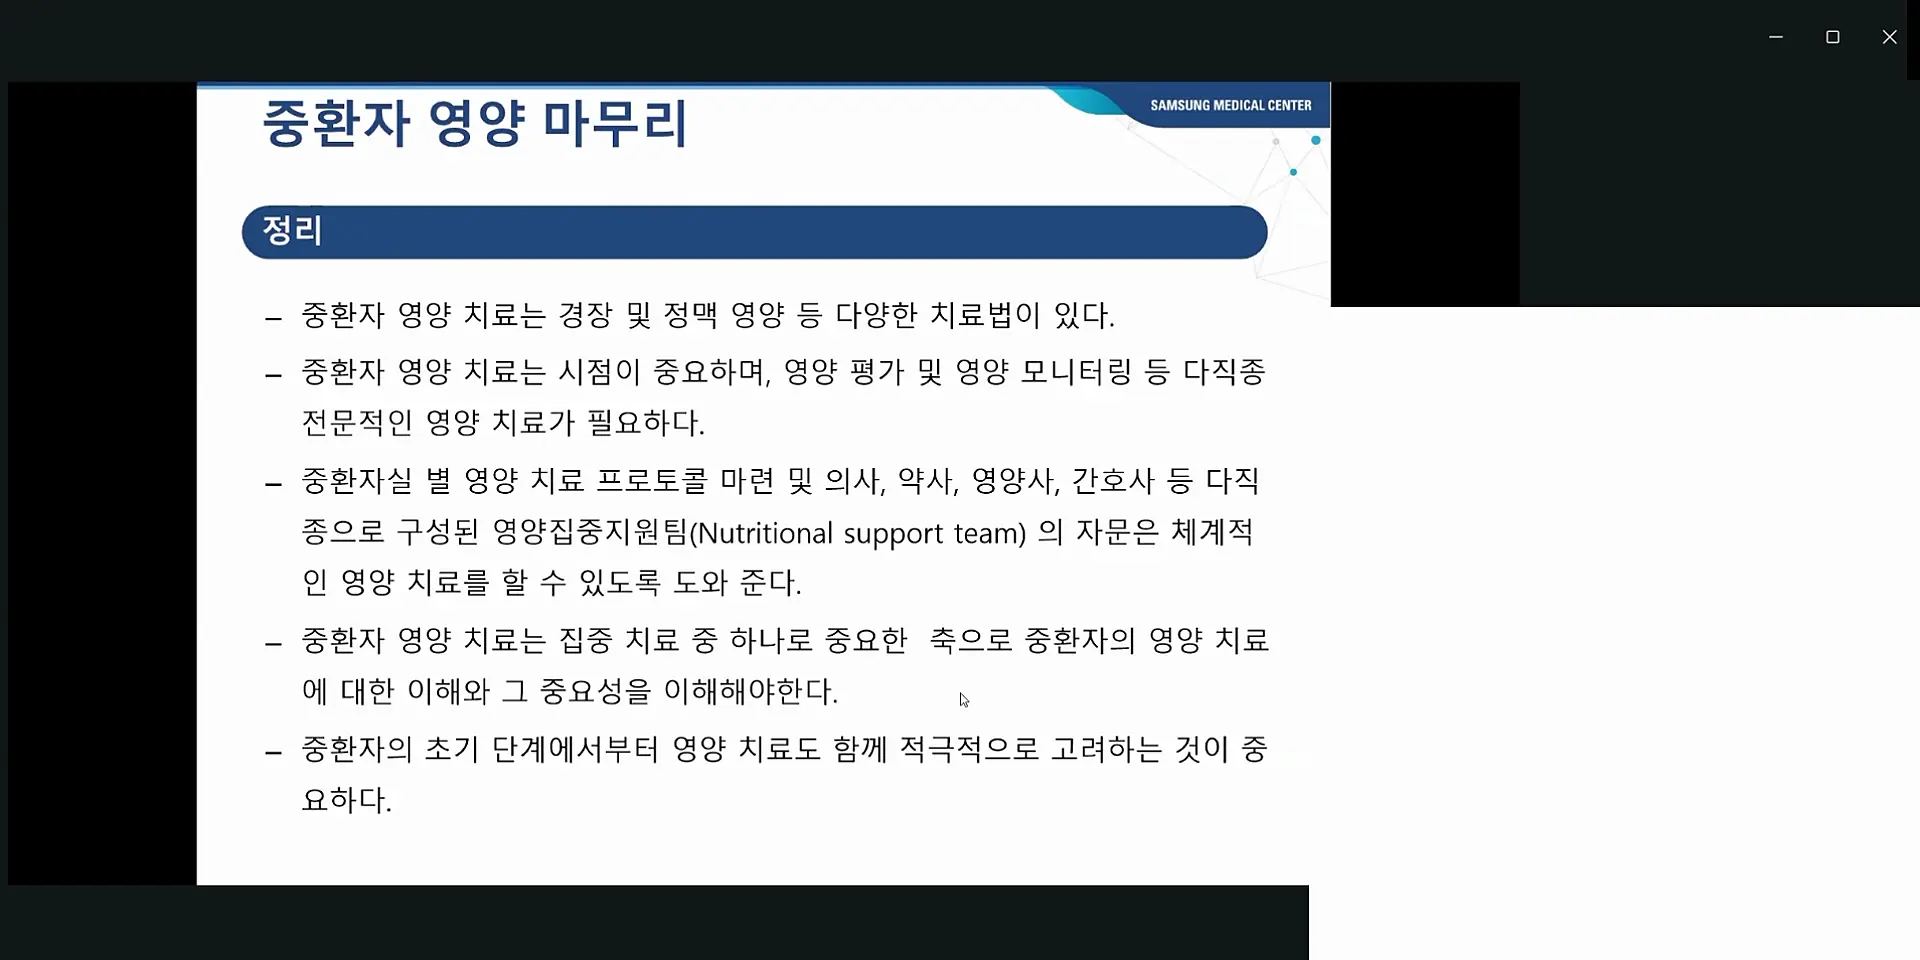 중환자 영양 마무리
SAMSUNG MEDICAL CENTER
정리
– 중환자 영양 치료는 경장 및 정맥 영양 등 다양한 치료법이 있다.
– 중환자 영양 치료는 시점이 중요하며, 영양 평가 및 영양 모니터링 등 다직종
전문적인 영양 치료가 필요하다.
– 중환자실 별 영양 치료 프로토콜 마련 및 의사, 약사, 영양사, 간호사 등 다직
종으로 구성된 영양집중지원팀(Nutritional support team) 의 자문은 체계적
인 영양 치료를 할 수 있도록 도와 준다.
– 중환자 영양 치료는 집중 치료 중 하나로 중요한  축으로 중환자의 영양 치료
에 대한 이해와 그 중요성을 이해해야한다.
– 중환자의 초기 단계에서부터 영양 치료도 함께 적극적으로 고려하는 것이 중
요하다.